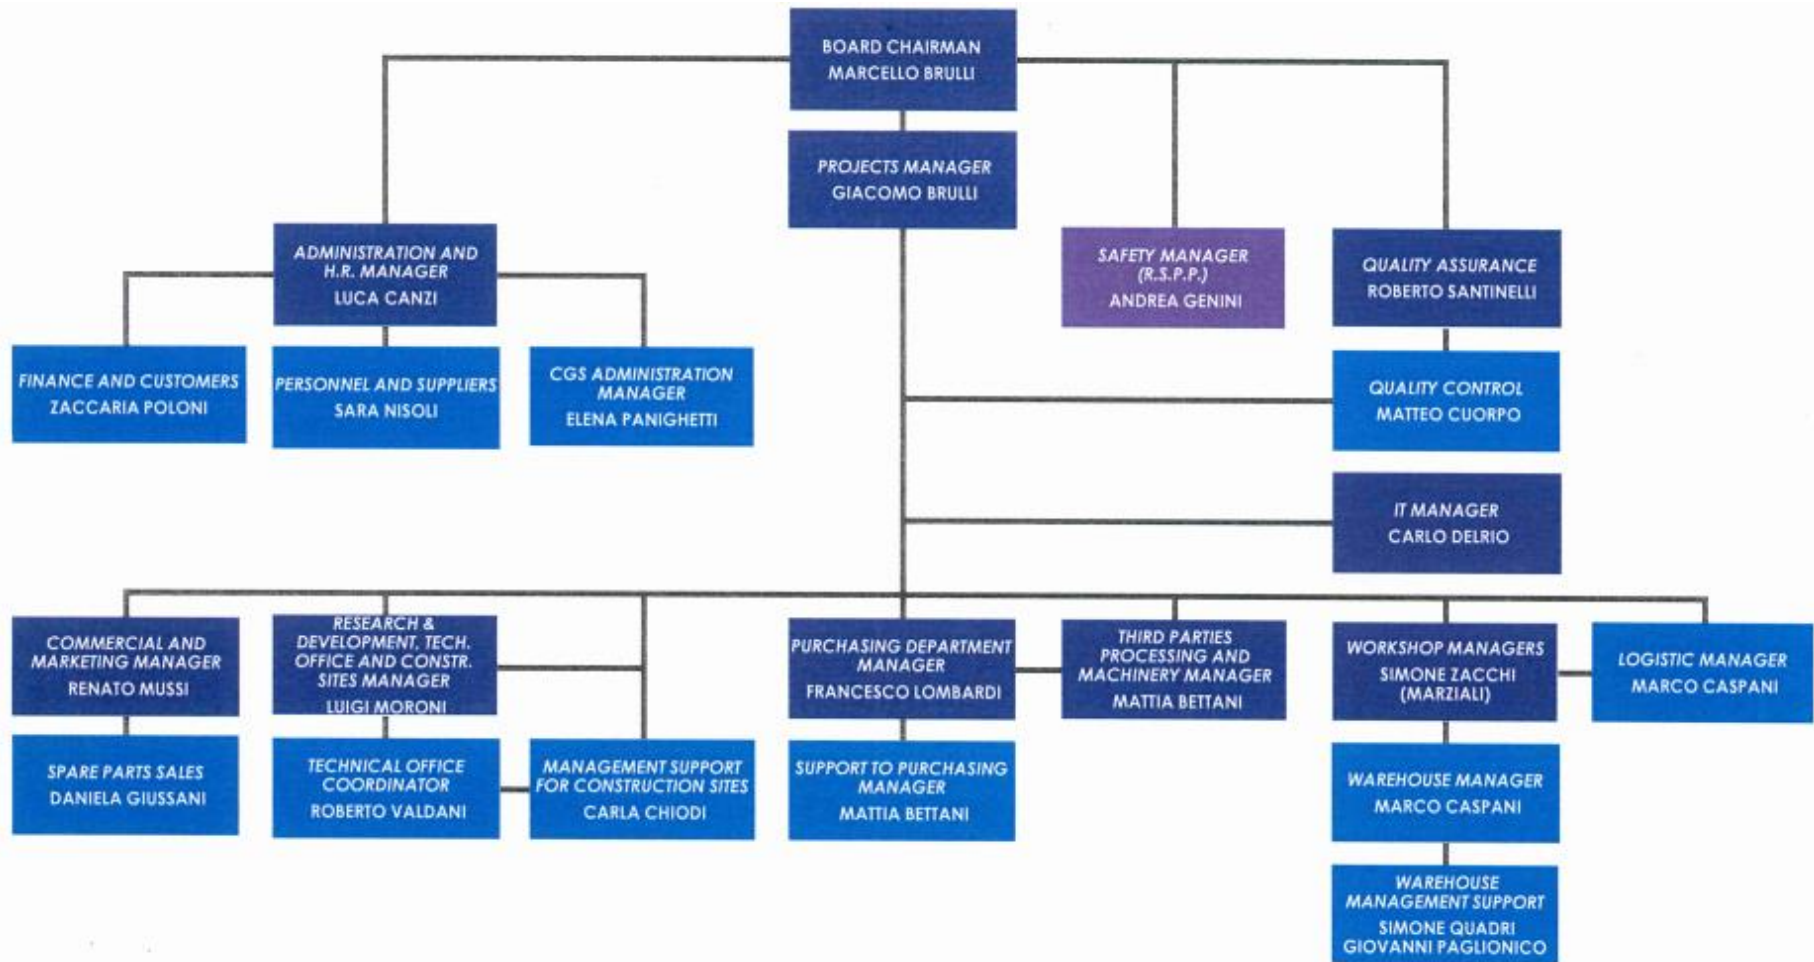 BOARD CHAIRMAN
MARCELLO BRULLI
PROJECTS MANAGER
GIACOMO BRULLI
ADMINISTRATION AND
H.R. MANAGER
LUCA CANZI
SAFETY MANAGER
(R.S.P.P.)
ANDREA GENINI
QUALITY ASSURANCE
ROBERTO SANTINELLI
FINANCE AND CUSTOMERS
ZACCARIA POLONI
PERSONNEL AND SUPPLIERS
SARA NISOLI
CGS ADMINISTRATION
MANAGER
ELENA PANIGHETTI
QUALITY CONTROL
MATTEO CUORPO
IT MANAGER
CARLO DELRIO
COMMERCIAL AND
MARKETING MANAGER
RENATO MUSSI
RESEARCH &
DEVELOPMENT, TECH.
OFFICE AND CONSTR.
SITES MANAGER
LUIGI MORONI
PURCHASING DEPARTMENT
MANAGER
FRANCESCO LOMBARDI
THIRD PARTIES
PROCESSING AND
MACHINERY MANAGER
MATTIA BETTANI
WORKSHOP MANAGERS
SIMONE ZACCHI
(MARZIALI)
LOGISTIC MANAGER
MARCO CASPANI
SPARE PARTS SALES
DANIELA GIUSSANI
TECHNICAL OFFICE
COORDINATOR
ROBERTO VALDANI
MANAGEMENT SUPPORT
FOR CONSTRUCTION SITES
CARLA CHIODI
SUPPORT TO PURCHASING
MANAGER
MATTIA BETTANI
WAREHOUSE MANAGER
MARCO CASPANI
WAREHOUSE
MANAGEMENT SUPPORT
SIMONE QUADRI
GIOVANNI PAGLIONICO